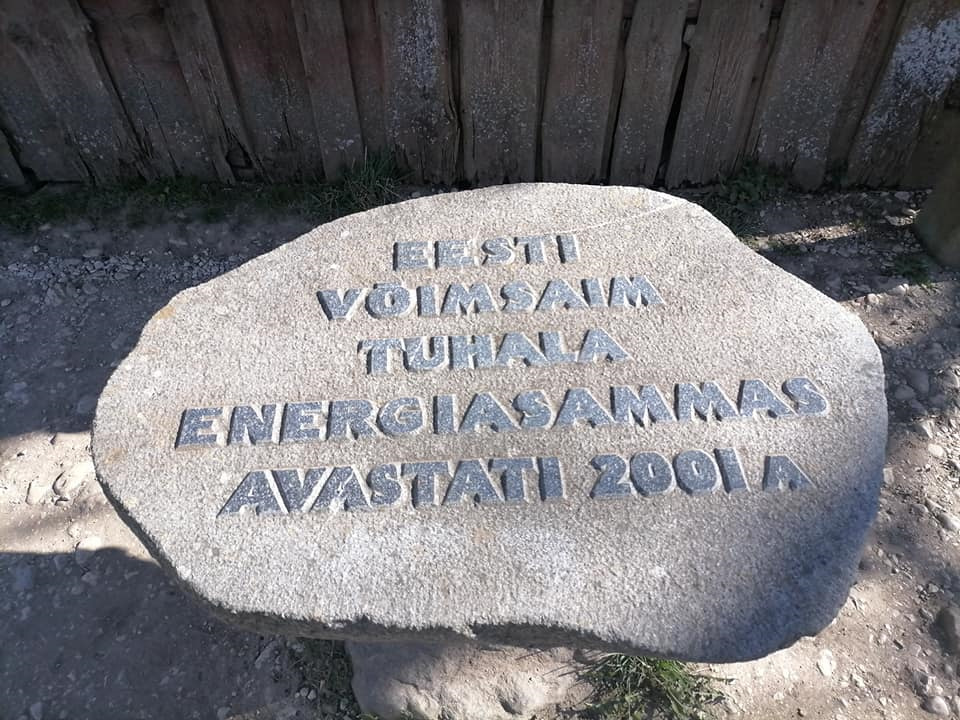 EESTI
VÕIMSAIM
TUHALA
ENERGIASAMMAS
AVASTATI 2001 A